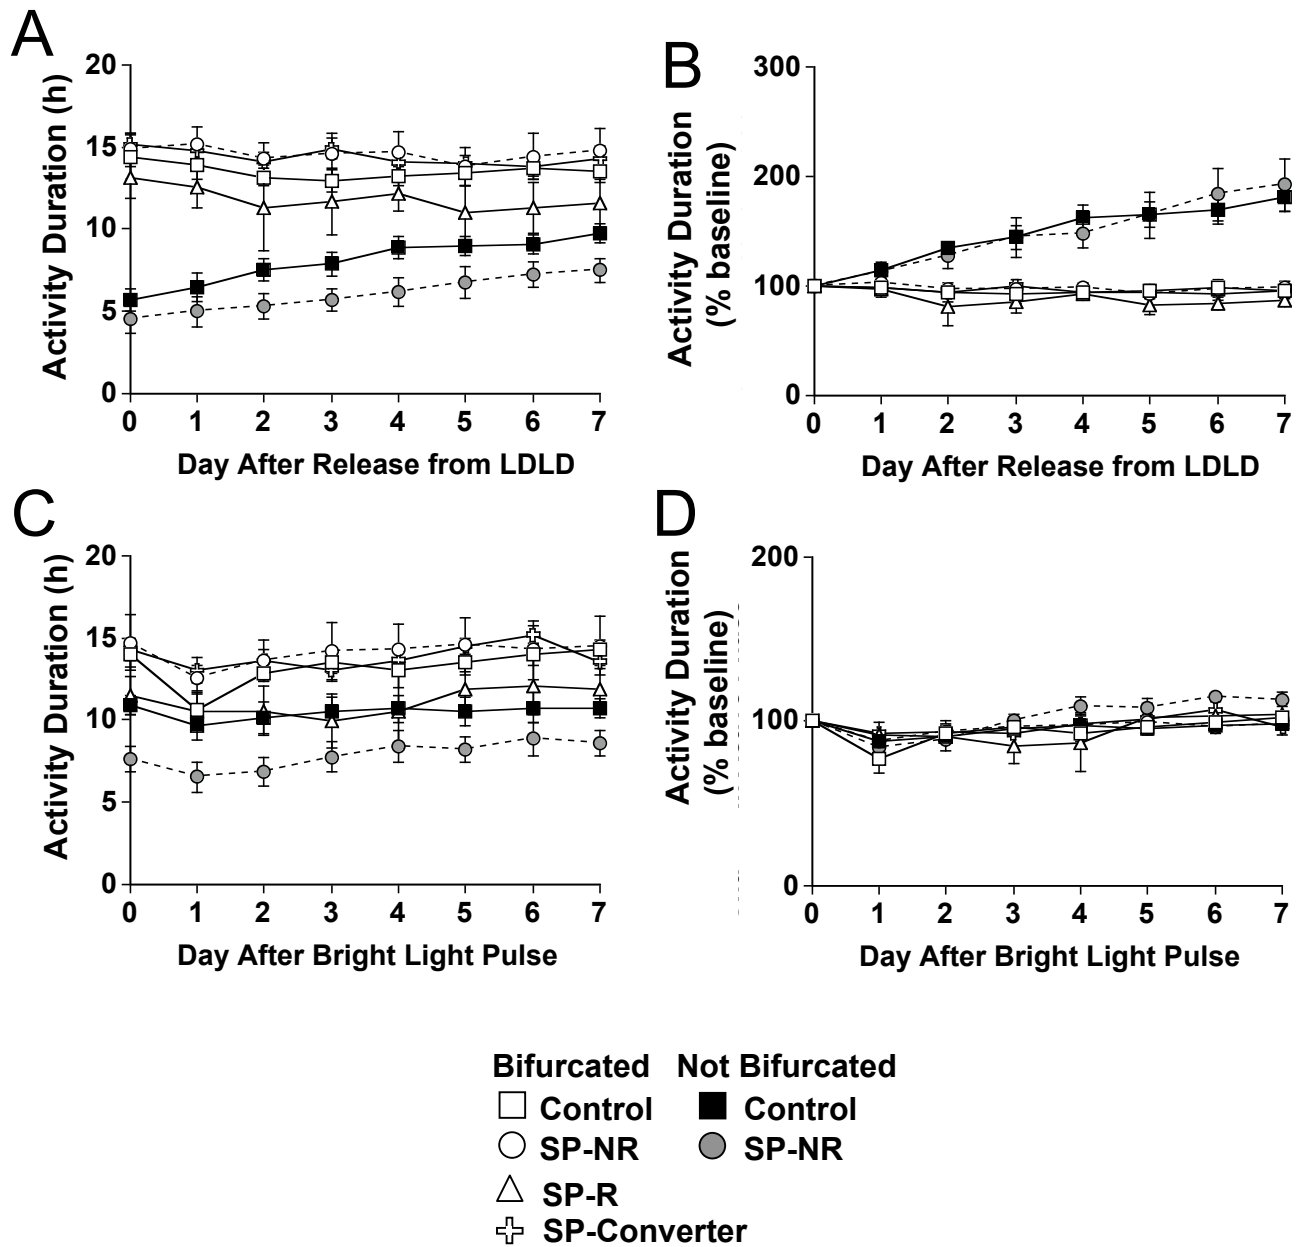 A
Activity Duration (h)
20
15
10
5
0
0 1 2 3 4 5 6 7
Day After Release from LDLD
B
Activity Duration
(% baseline)
300
200
100
0
0 1 2 3 4 5 6 7
Day After Release from LDLD
C
Activity Duration (h)
20
15
10
5
0
0 1 2 3 4 5 6 7
Day After Bright Light Pulse
D
Activity Duration
(% baseline)
200
100
0
0 1 2 3 4 5 6 7
Day After Bright Light Pulse
Bifurcated Not Bifurcated
Control Control
SP-NR SP-NR
SP-R
SP-Converter